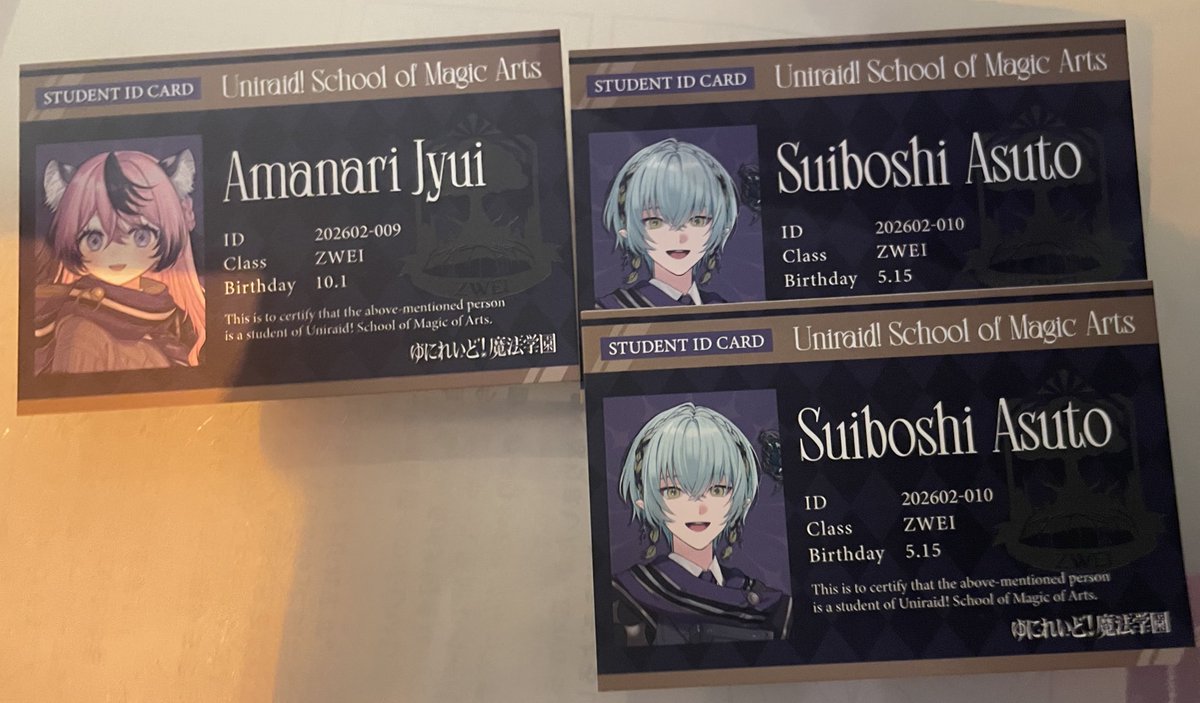 STUDENT ID CARD Uniraid! School of Magic Arts
Amanari Jyui
ID 202602-009
Class ZWEI
Birthday 10.1
This is to certify that the above-mentioned person
is a student of Uniraid! School of Magic of Arts.
ゆにれいど!魔法学園
ZWEI
STUDENT ID CARD Uniraid! School of Magic Arts
Suiboshi Asuto
ID 202602-010
Class ZWEI
Birthday 5.15
STUDENT ID CARD Uniraid! School of Magic Arts
Suiboshi Asuto
ID 202602-010
Class ZWEI
Birthday 5.15
This is to certify that the above-mentioned person
is a student of Uniraid! School of Magic of Arts.
ゆにれいど!魔法学園
ZWEI